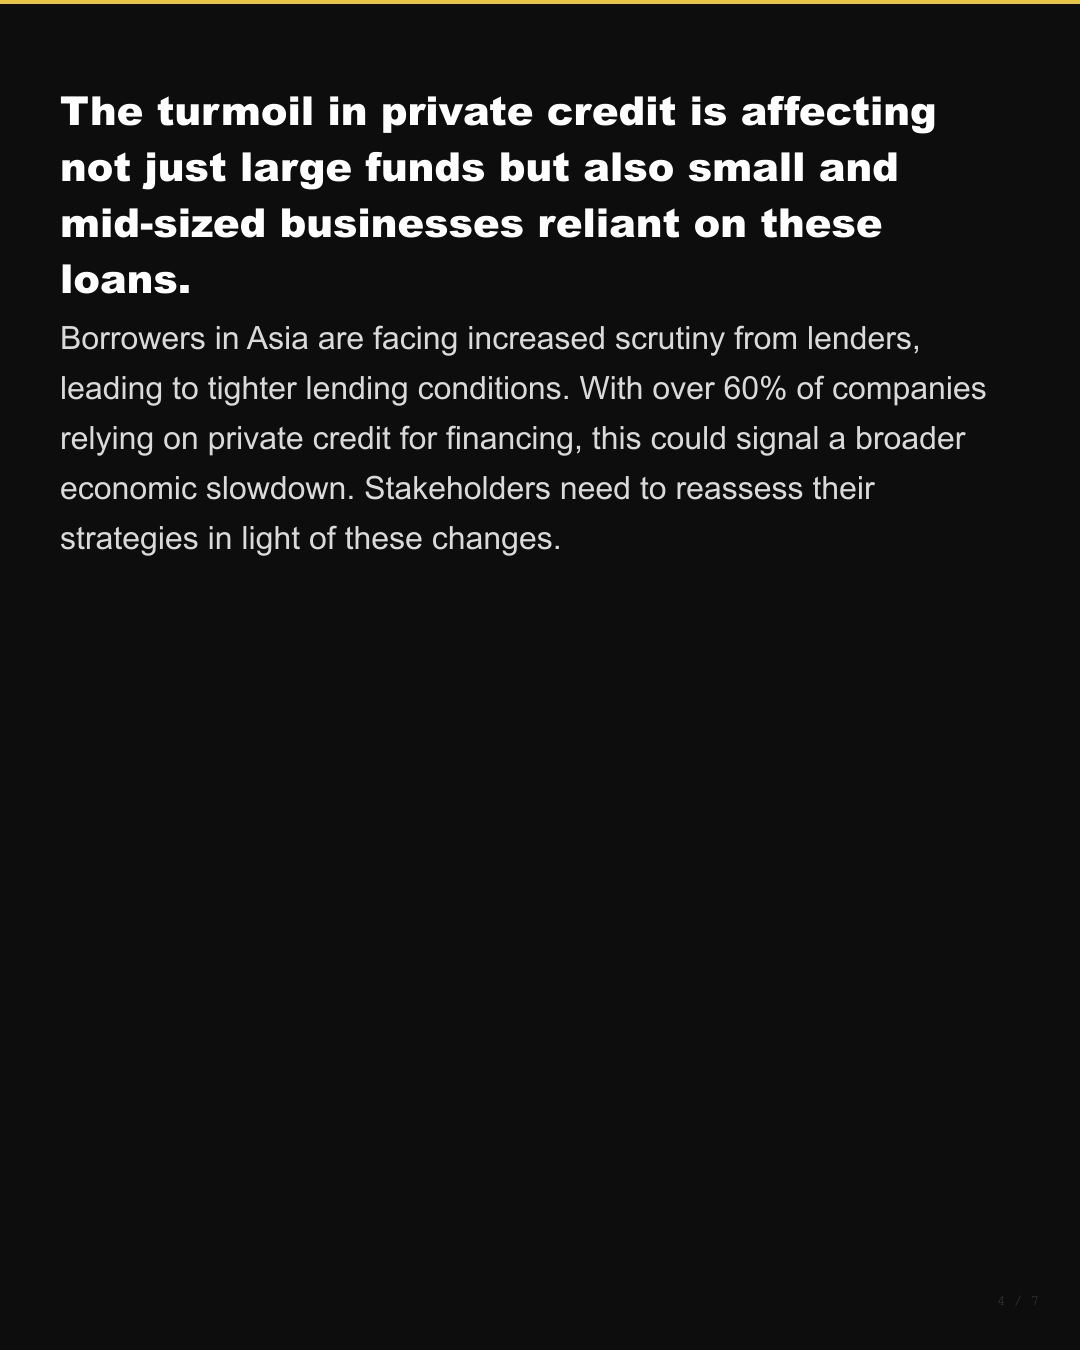 The turmoil in private credit is affecting
not just large funds but also small and
mid-sized businesses reliant on these
loans.
Borrowers in Asia are facing increased scrutiny from lenders,
leading to tighter lending conditions. With over 60% of companies
relying on private credit for financing, this could signal a broader
economic slowdown. Stakeholders need to reassess their
strategies in light of these changes.
4 / 7